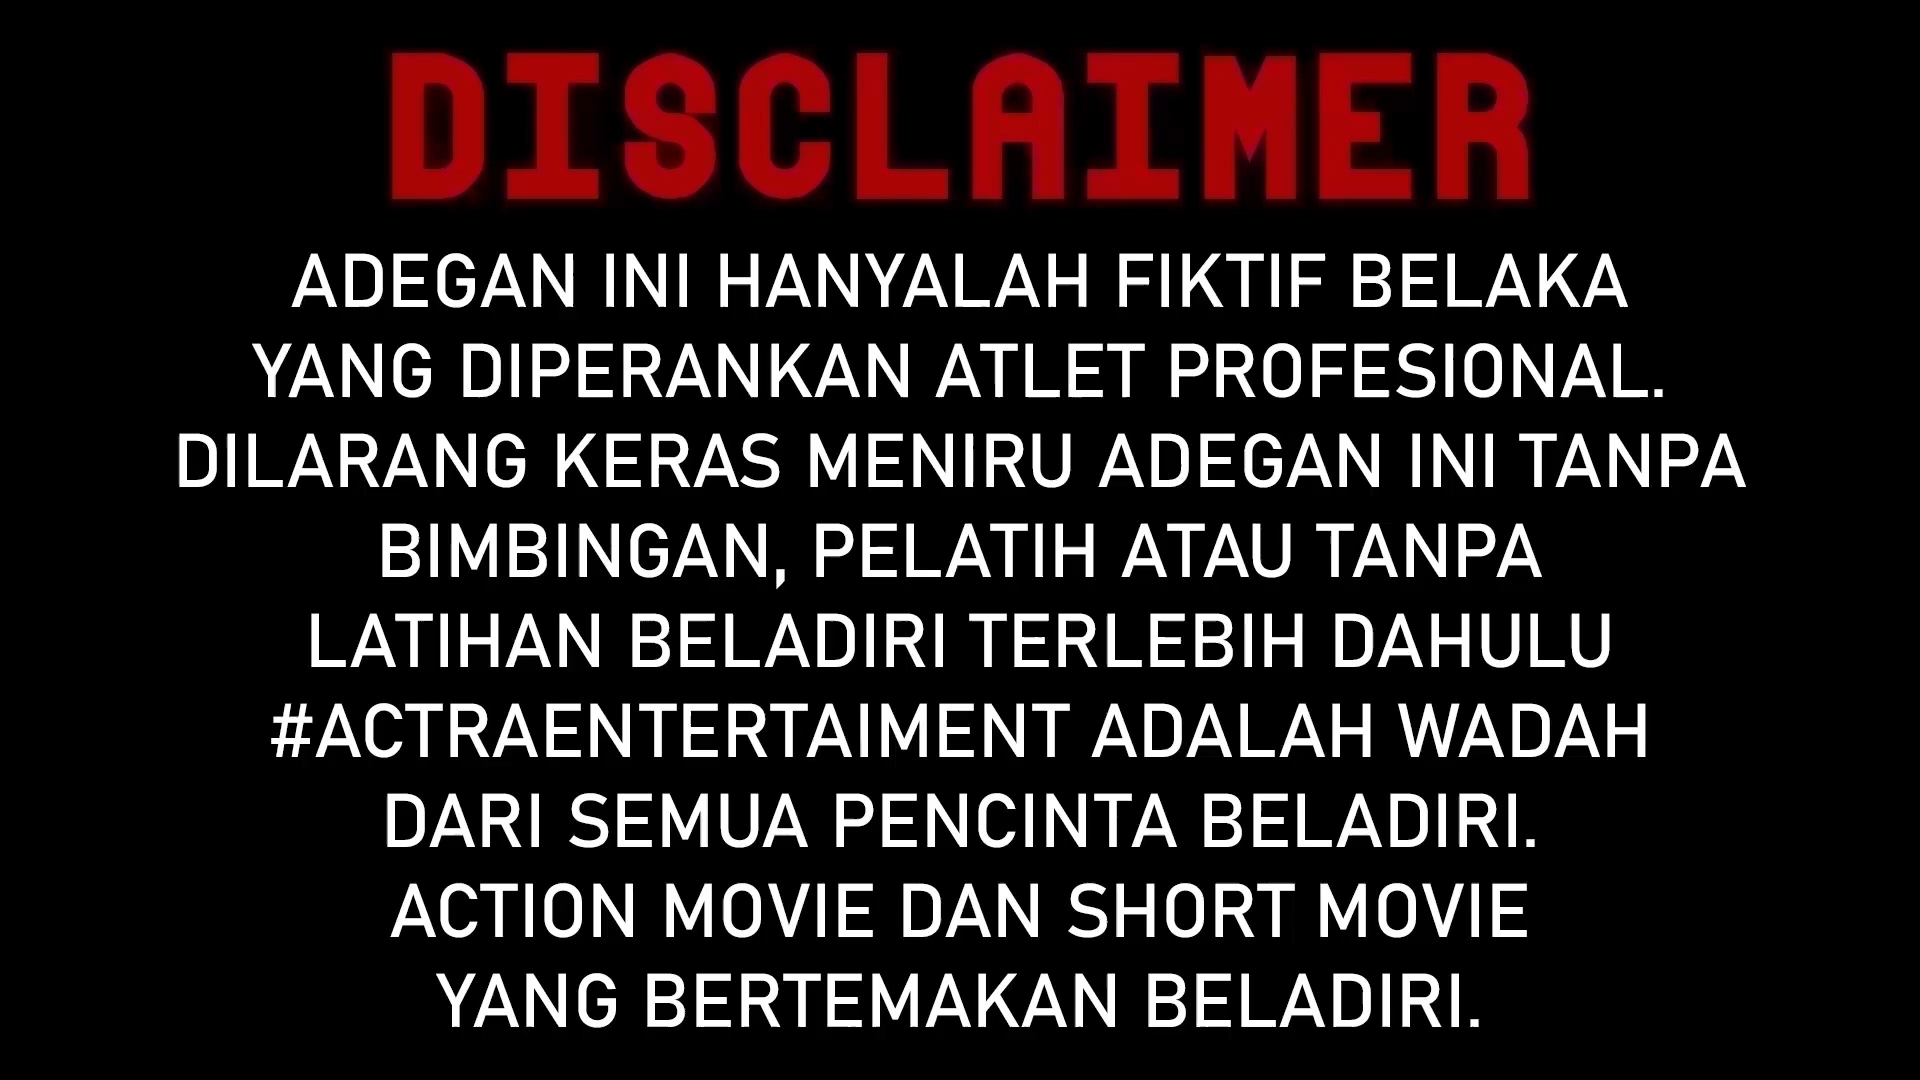 DISCLAIMER
ADEGAN INI HANYALAH FIKTIF BELAKA
YANG DIPERANKAN ATLET PROFESIONAL.
DILARANG KERAS MENIRU ADEGAN INI TANPA
BIMBINGAN, PELATIH ATAU TANPA
LATIHAN BELADIRI TERLEBIH DAHULU
#ACTRAENTERTAIMENT ADALAH WADAH
DARI SEMUA PENCINTA BELADIRI.
ACTION MOVIE DAN SHORT MOVIE
YANG BERTEMAKAN BELADIRI.